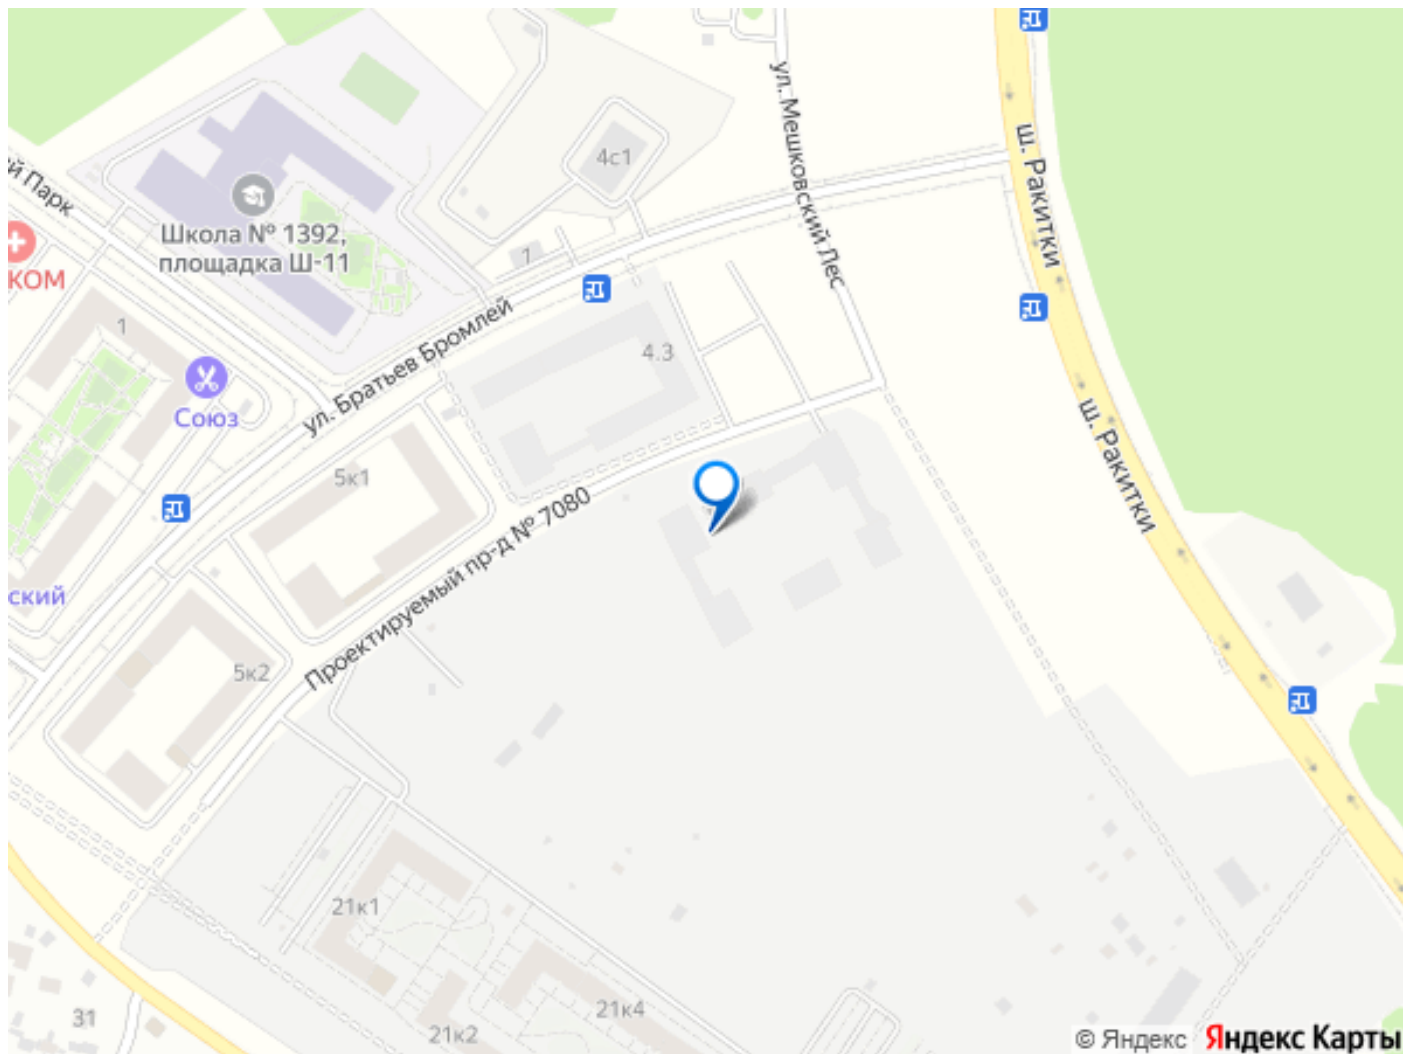 ул. Мешковский Лес
ш. Ракитки
4с1
й Парк
Школа № 1392,
площадка Ш-11
1
КОМ
1
4.3
ул. Братьев Бромлей
Союз
ш. Ракитки
5к1
Проектируемый пр-д № 7080
ский
5к2
21к1
21к4
31
21к2
© Яндекс Яндекс Карты